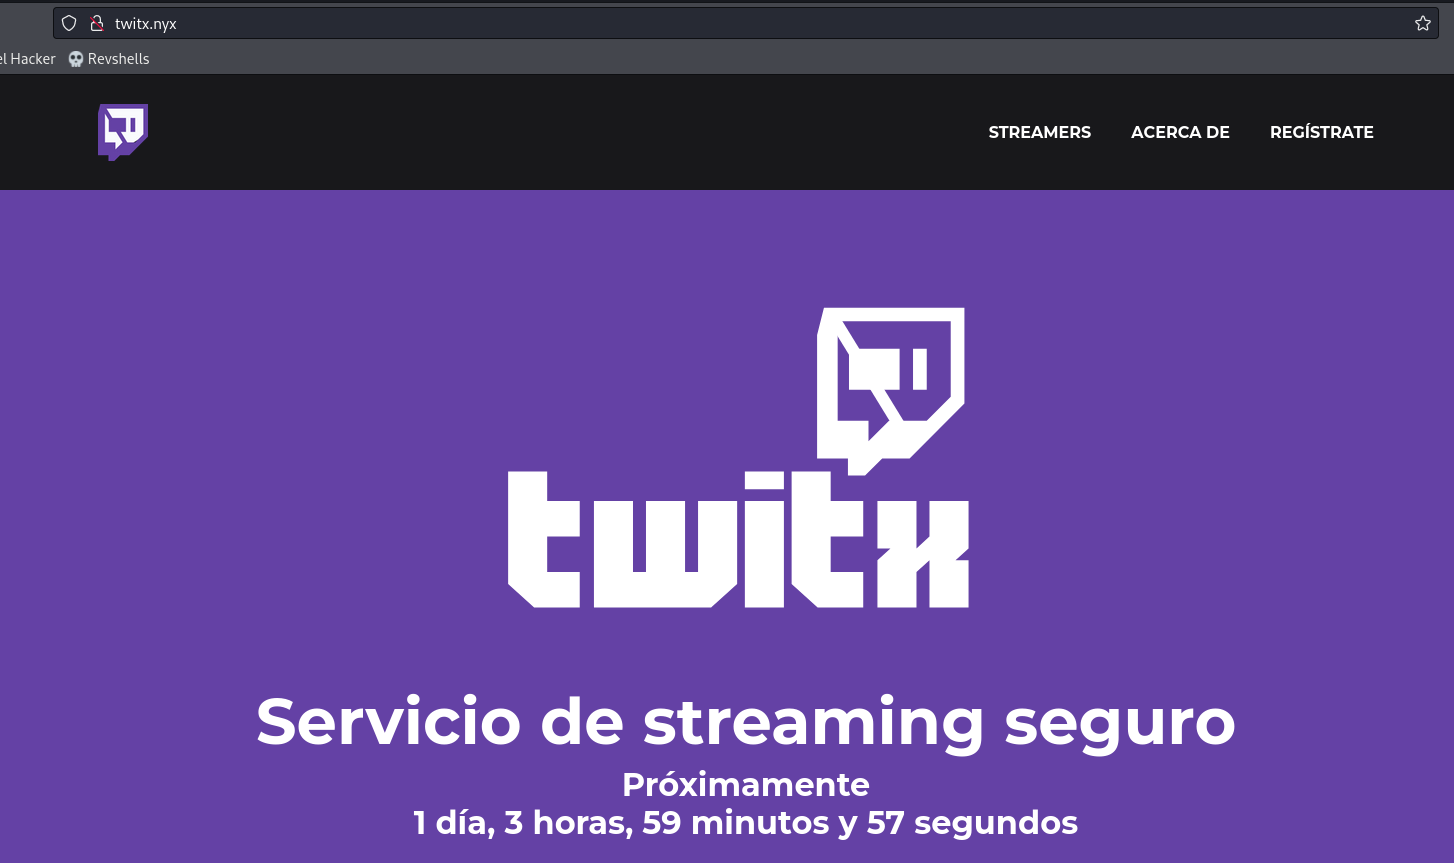 twitx.nyx
el Hacker
Revshells
STREAMERS
ACERCA DE
REGÍSTRATE
twitx
Servicio de streaming seguro
Próximamente
1 día, 3 horas, 59 minutos y 57 segundos